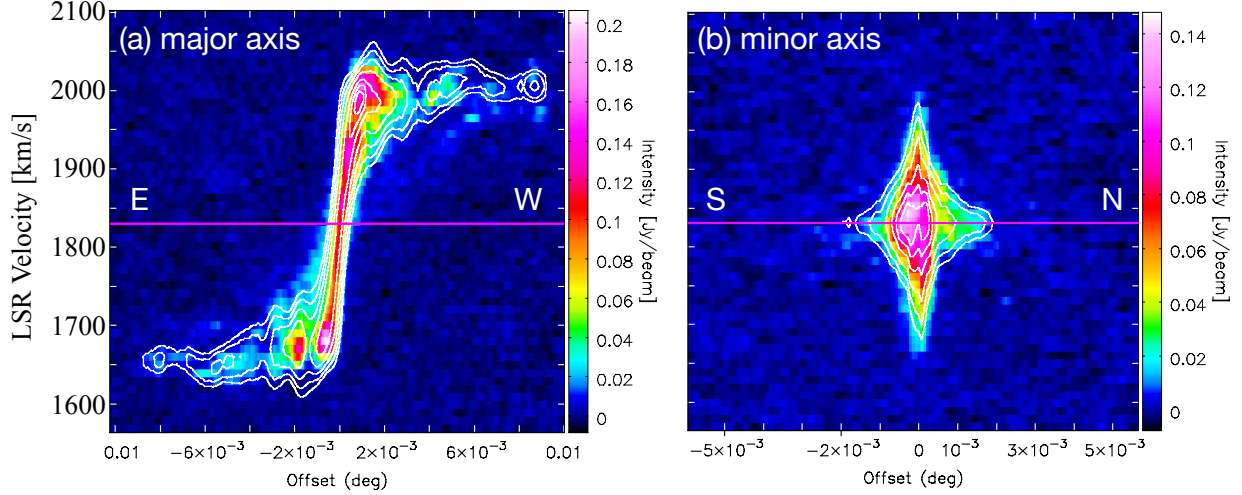 (a) major axis
(b) minor axis
2100
2000
1900
1800
1700
1600
LSR Velocity [km/s]
E
W
S
N
0.2
0.18
0.16
0.14
0.12
0.1
0.08
0.06
0.04
0.02
0
Intensity [Jy/beam]
0.14
0.12
0.1
0.08
0.06
0.04
0.02
0
Intensity [Jy/beam]
0.01 −6×10⁻³ −2×10⁻³ 2×10⁻³ 6×10⁻³ 0.01
Offset (deg)
−5×10⁻³ −2×10⁻³ 0 10⁻³ 3×10⁻³ 5×10⁻³
Offset (deg)